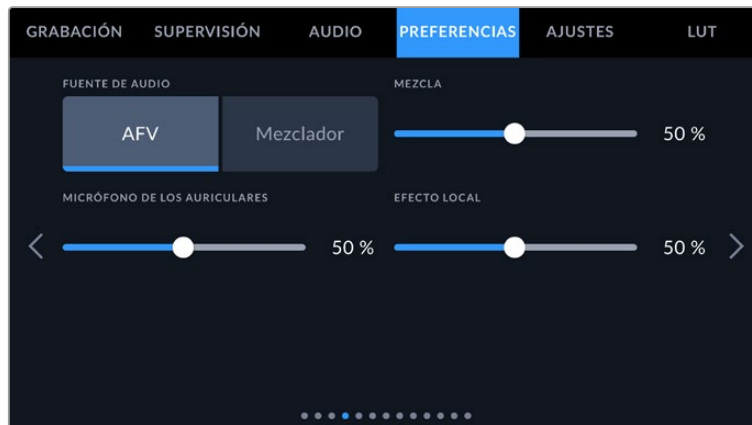 GRABACIÓN SUPERVISIÓN AUDIO PREFERENCIAS AJUSTES LUT
FUENTE DE AUDIO MEZCLA
AFV Mezclador 50 %
MICRÓFONO DE LOS AURICULARES EFECTO LOCAL
50 % 50 %